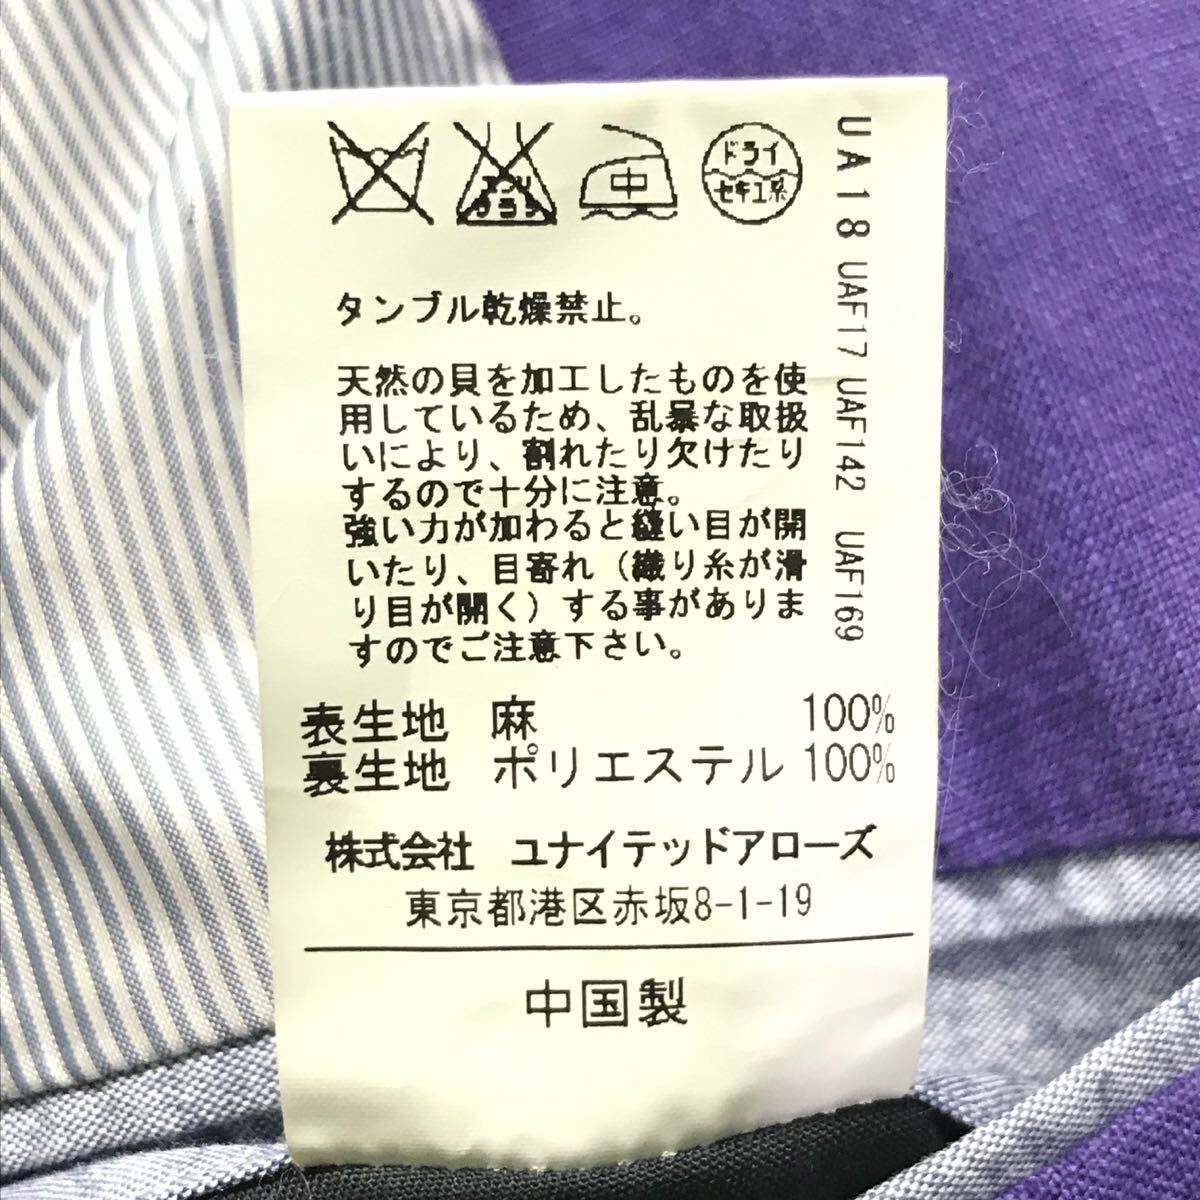 エンソ
サラシ
中
ドライ
セキユ系
タンブル乾燥禁止。
天然の貝を加工したものを使
用しているため、乱暴な取扱
いにより、割れたり欠けたり
するので十分に注意。
強い力が加わると縫い目が開
いたり、目寄れ（織り糸が滑
り目が開く）する事がありま
すのでご注意下さい。
表生地 麻 100%
裏生地 ポリエステル 100%
株式会社 ユナイテッドアローズ
東京都港区赤坂8-1-19
中国製
UA18 UAF17 UAF142 UAF169